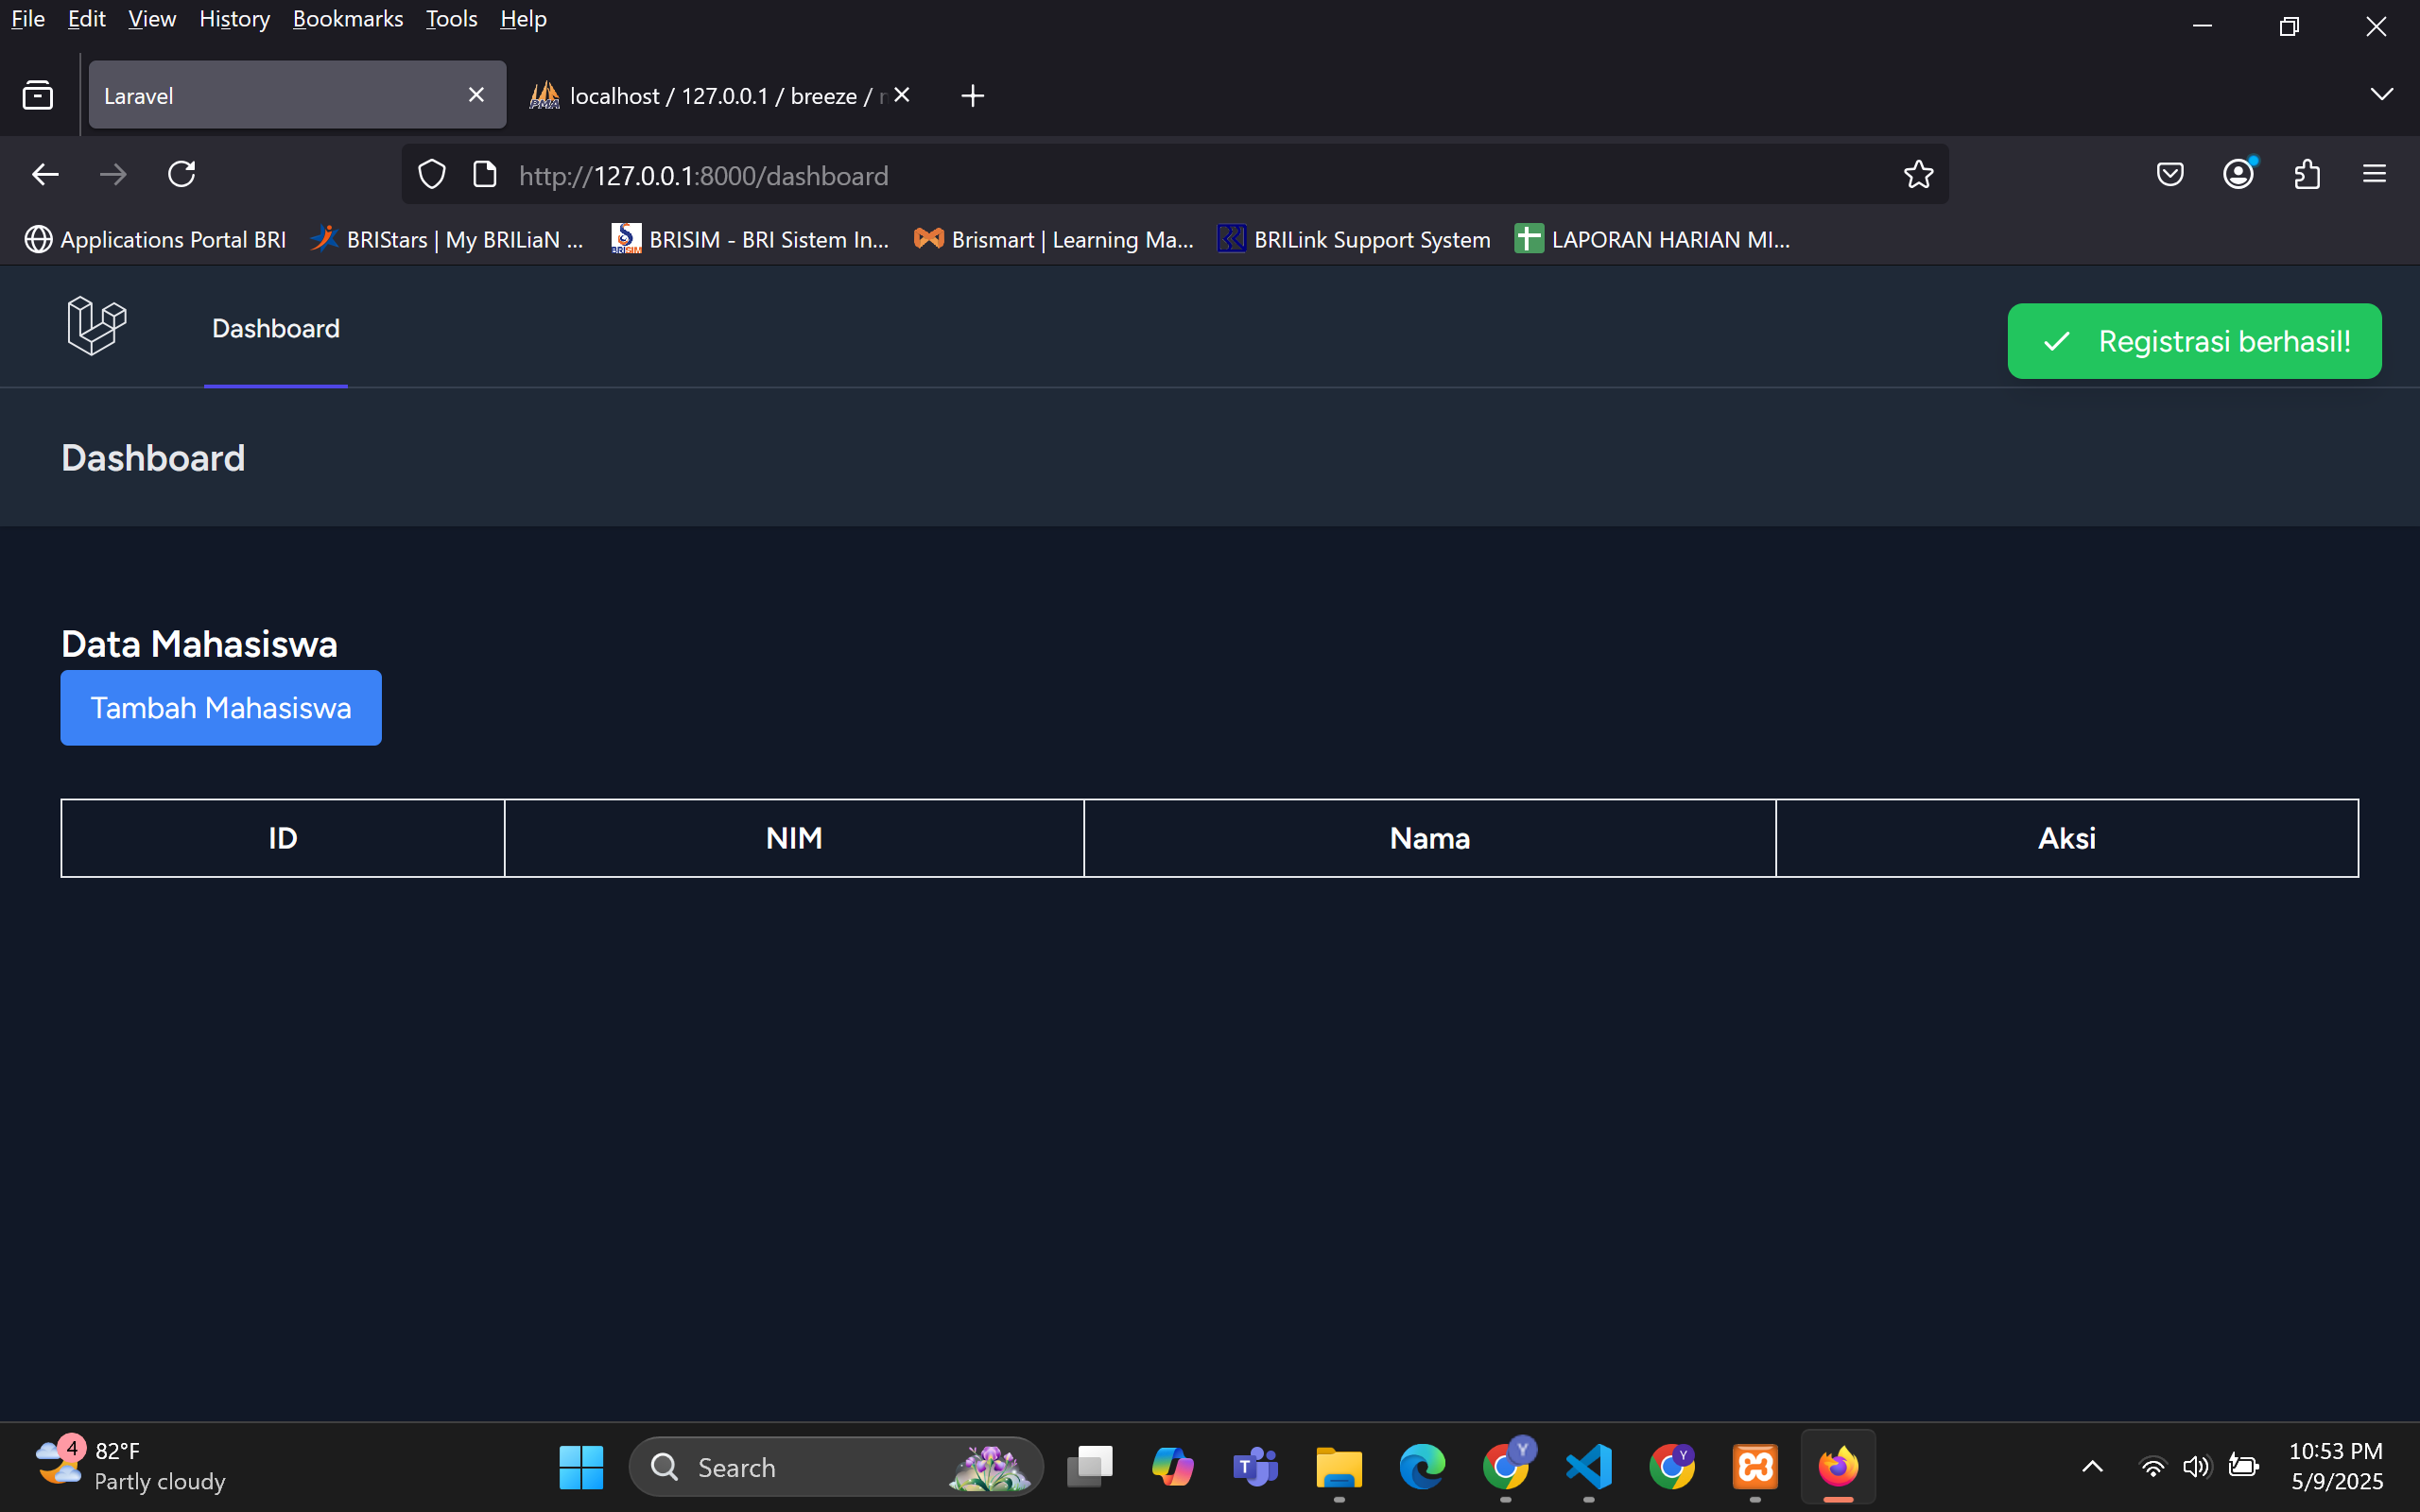 File Edit View History Bookmarks Tools Help
Laravel
localhost / 127.0.0.1 / breeze /
http://127.0.0.1:8000/dashboard
Applications Portal BRI
BRIStars | My BRILiaN ...
BRISIM - BRI Sistem In...
Brismart | Learning Ma...
BRILink Support System
LAPORAN HARIAN MI...
Dashboard
Registrasi berhasil!
Dashboard
Data Mahasiswa
Tambah Mahasiswa
ID NIM Nama Aksi
4
82°F
Partly cloudy
Search
10:53 PM
5/9/2025